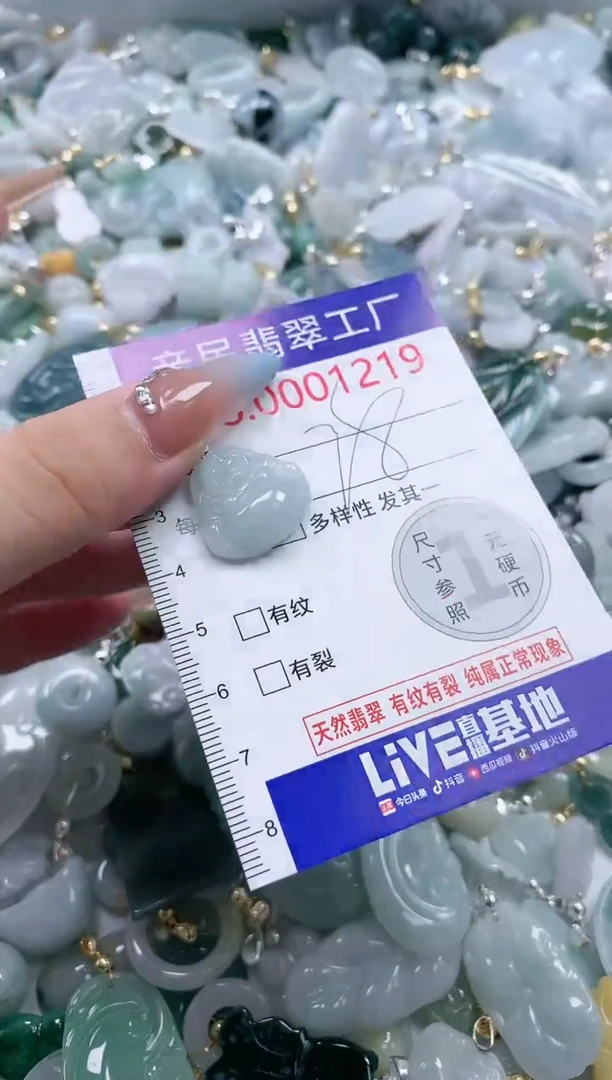 翡翠工厂
.0001219
78
3
每
多样性 发其一
4
尺寸参照
1
元硬币
5
有纹
有裂
6
天然翡翠 有纹有裂 纯属正常现象
7
LiVE直播基地
今日头条 抖音 西瓜视频 抖音火山版
8